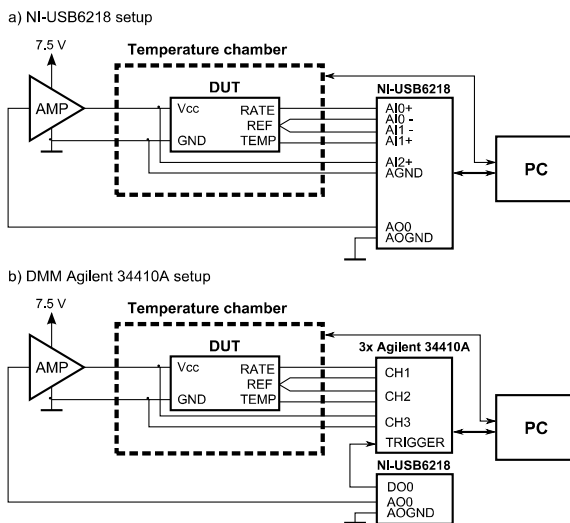 a) NI-USB6218 setup
7.5 V
Temperature chamber
NI-USB6218
DUT
AMP
Vcc
RATE
REF
GND
TEMP
AI0+
AI0 -
AI1 -
AI1+
AI2+
AGND
AO0
AOGND
PC
b) DMM Agilent 34410A setup
7.5 V
Temperature chamber
3x Agilent 34410A
DUT
AMP
Vcc
RATE
REF
GND
TEMP
CH1
CH2
CH3
TRIGGER
PC
NI-USB6218
DO0
AO0
AOGND